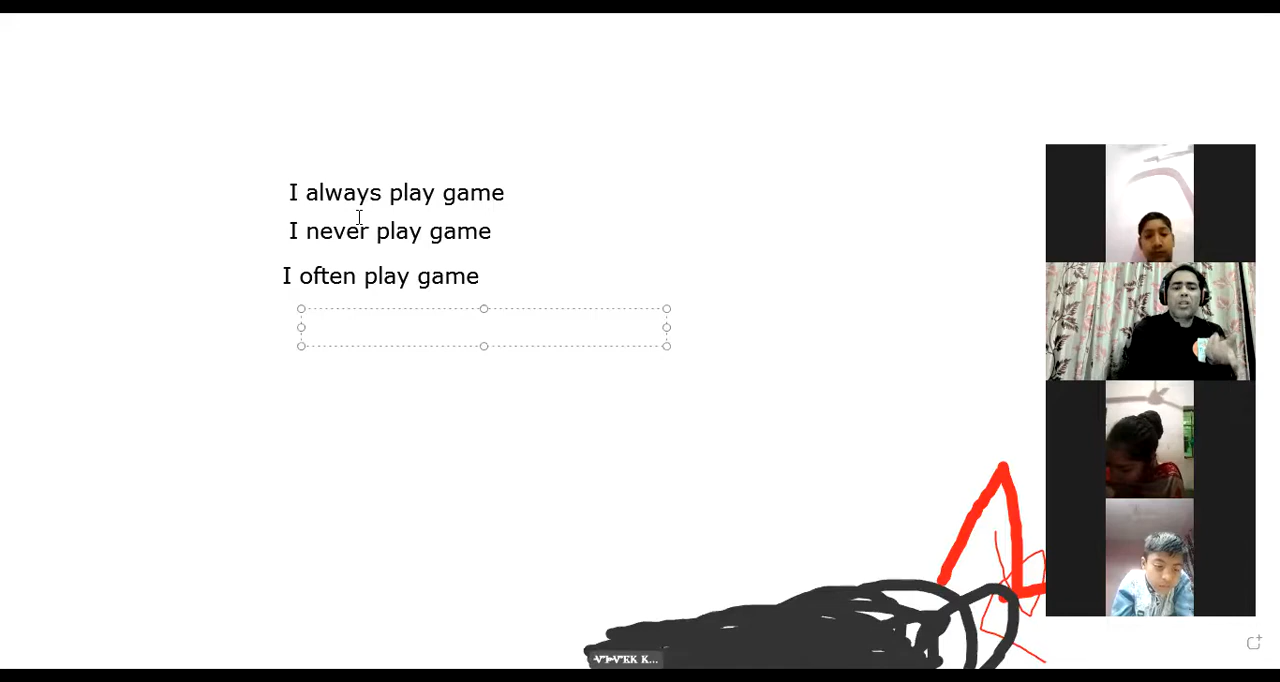 I always play game
I never play game
I often play game
K...